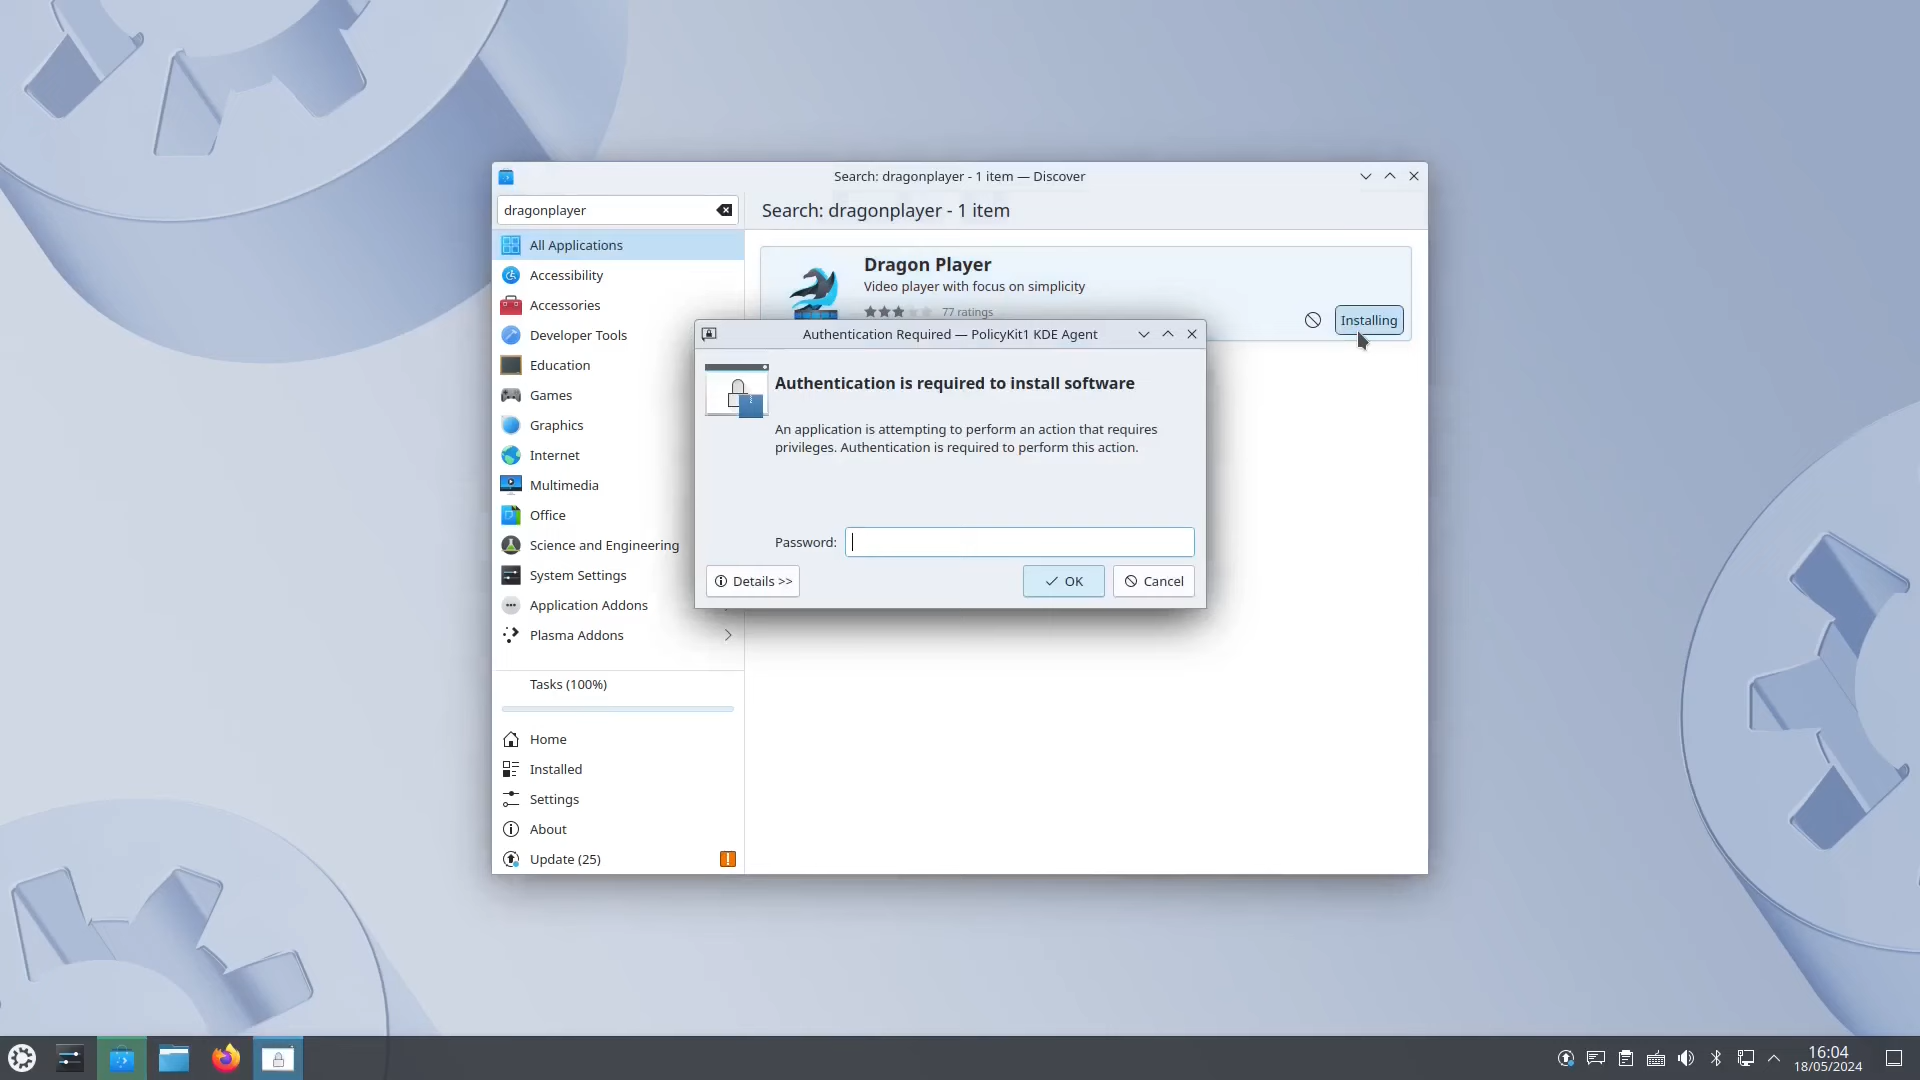 Search: dragonplayer - 1 item — Discover
dragonplayer
Search: dragonplayer - 1 item
All Applications
Accessibility
Accessories
Developer Tools
Education
Games
Graphics
Internet
Multimedia
Office
Science and Engineering
System Settings
Application Addons
Plasma Addons
Tasks (100%)
Home
Installed
Settings
About
Update (25)
Dragon Player
Video player with focus on simplicity
77 ratings
Installing
Authentication Required — PolicyKit1 KDE Agent
Authentication is required to install software
An application is attempting to perform an action that requires
privileges. Authentication is required to perform this action.
Password:
Details >>
OK
Cancel
16:04
18/05/2024